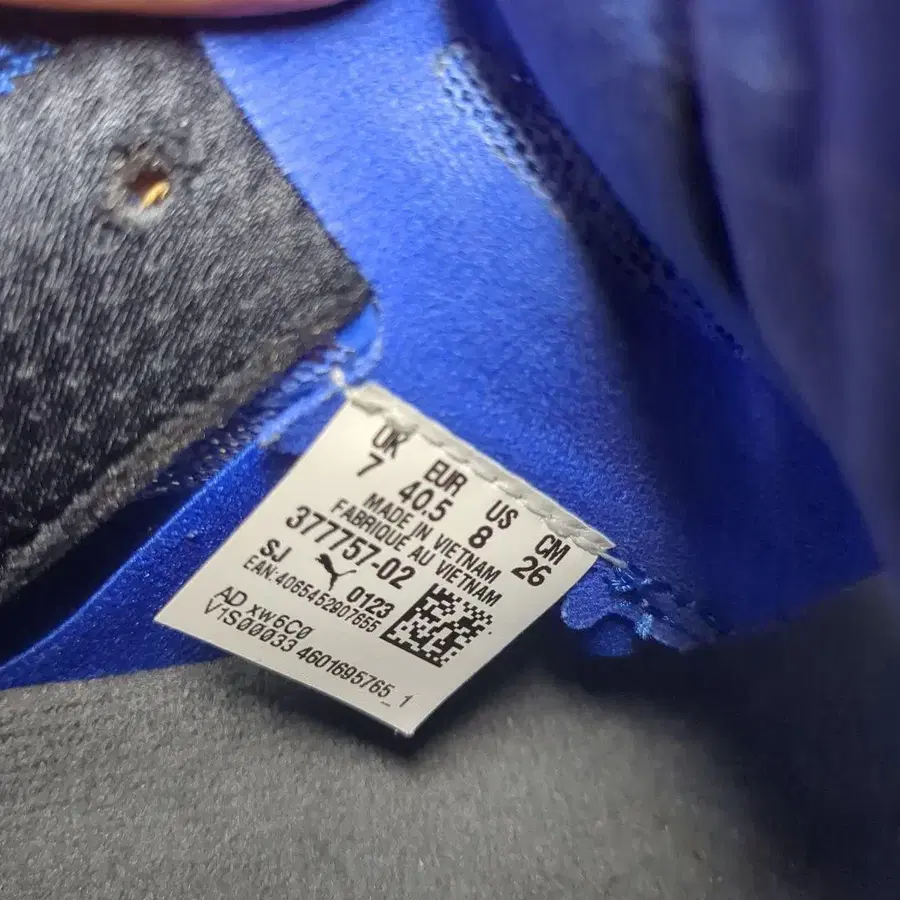 UK EUR US CM
7 40.5 8 26
MADE IN VIETNAM
FABRIQUE AU VIETNAM
377757-02
SJ 0123
EAN:4065452907655
AD xw6C0
V1S00033 4601695765_1